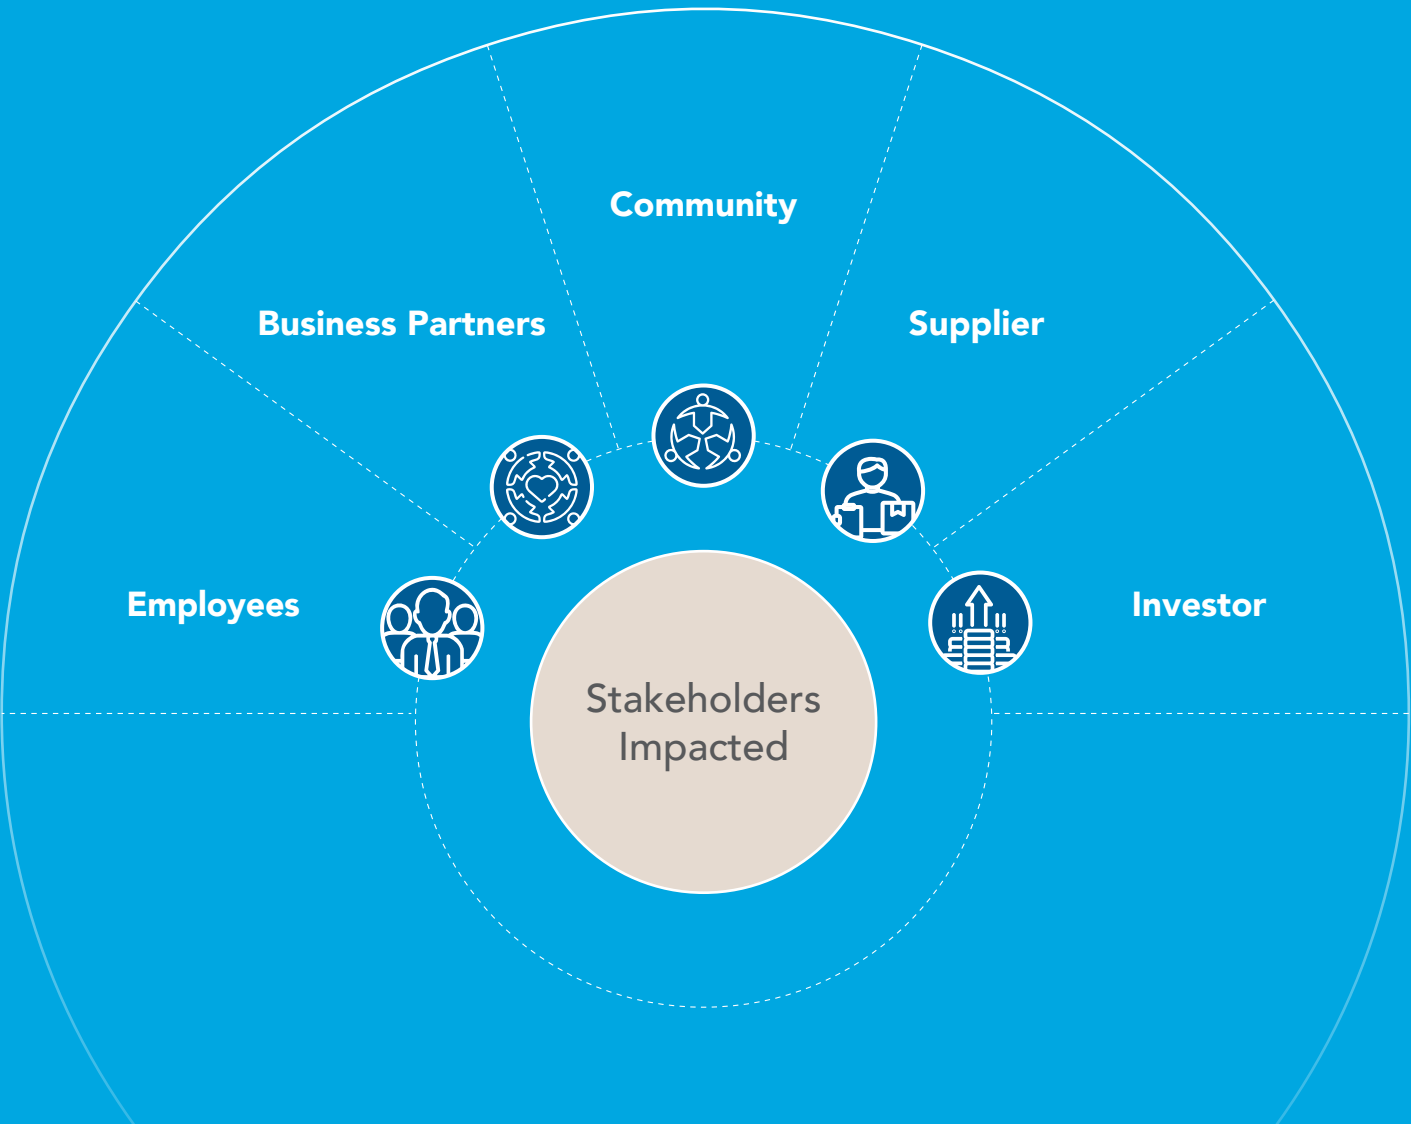 Community
Business Partners
Supplier
Employees
Investor
Stakeholders
Impacted